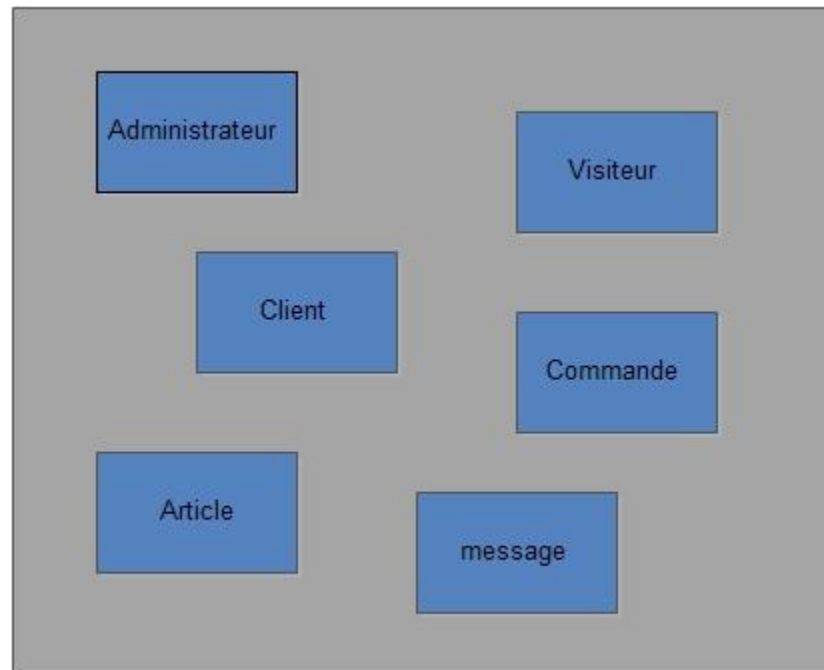 Administrateur
Visiteur
Client
Commande
Article
message